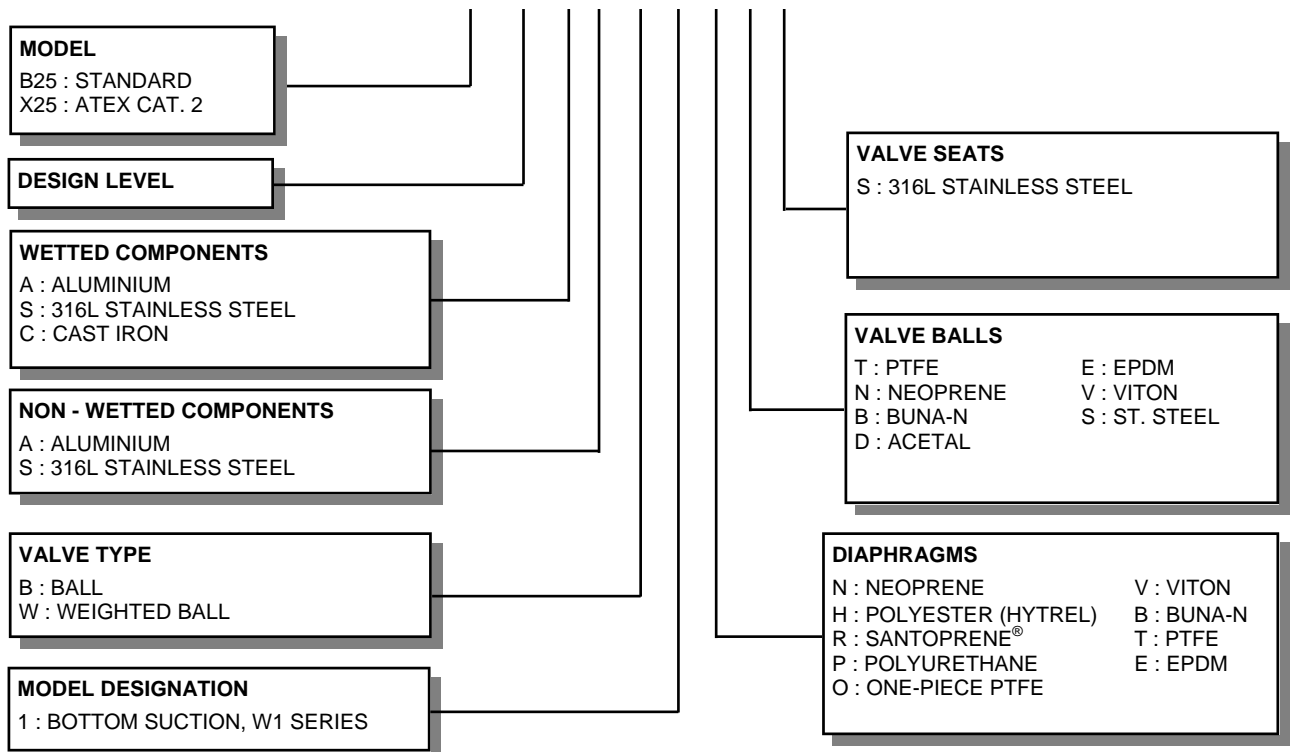 MODEL
B25 : STANDARD
X25 : ATEX CAT. 2
DESIGN LEVEL
WETTED COMPONENTS
A : ALUMINIUM
S : 316L STAINLESS STEEL
C : CAST IRON
NON - WETTED COMPONENTS
A : ALUMINIUM
S : 316L STAINLESS STEEL
VALVE TYPE
B : BALL
W : WEIGHTED BALL
MODEL DESIGNATION
1 : BOTTOM SUCTION, W1 SERIES
VALVE SEATS
S : 316L STAINLESS STEEL
VALVE BALLS
T : PTFE E : EPDM
N : NEOPRENE V : VITON
B : BUNA-N S : ST. STEEL
D : ACETAL
DIAPHRAGMS
N : NEOPRENE V : VITON
H : POLYESTER (HYTREL) B : BUNA-N
R : SANTOPRENE® T : PTFE
P : POLYURETHANE E : EPDM
O : ONE-PIECE PTFE